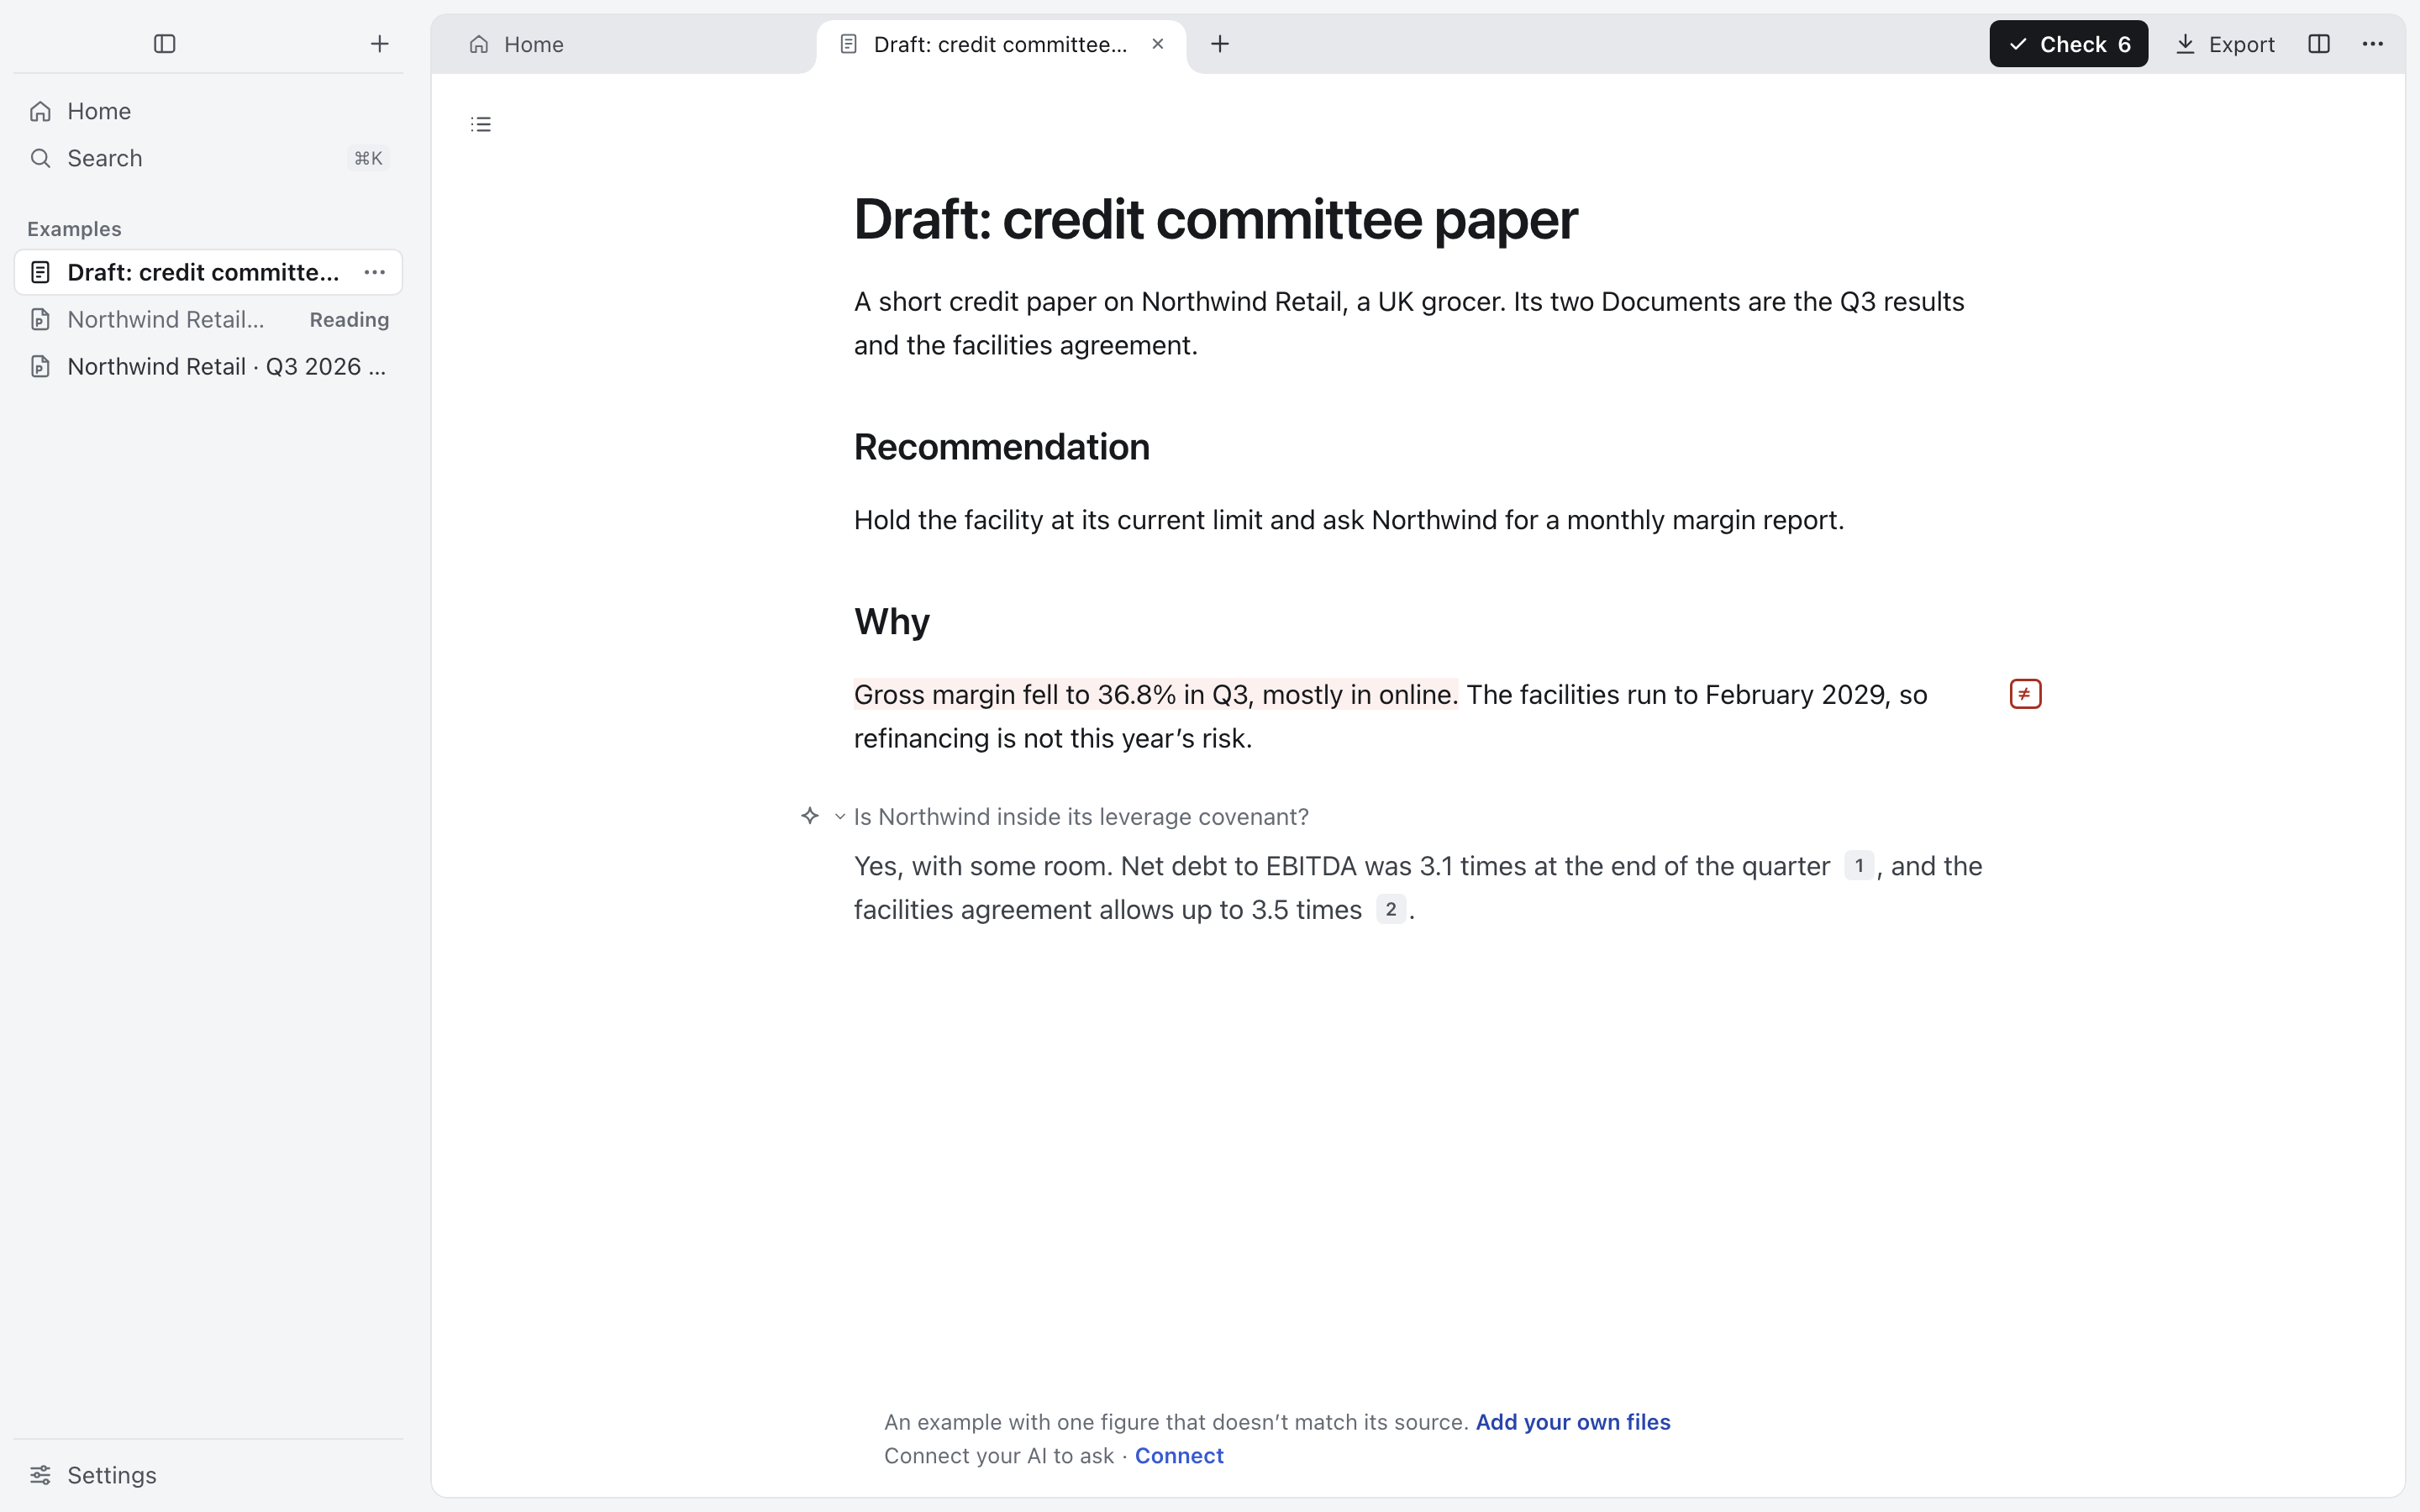 Home
Search ⌘K
Examples
Draft: credit committe...
Northwind Retail... Reading
Northwind Retail · Q3 2026 ...
Settings
Home
Draft: credit committee...
Check 6
Export
Draft: credit committee paper
A short credit paper on Northwind Retail, a UK grocer. Its two Documents are the Q3 results
and the facilities agreement.
Recommendation
Hold the facility at its current limit and ask Northwind for a monthly margin report.
Why
Gross margin fell to 36.8% in Q3, mostly in online. The facilities run to February 2029, so
≠
refinancing is not this year’s risk.
Is Northwind inside its leverage covenant?
Yes, with some room. Net debt to EBITDA was 3.1 times at the end of the quarter 1, and the
facilities agreement allows up to 3.5 times 2.
An example with one figure that doesn’t match its source. Add your own files
Connect your AI to ask · Connect